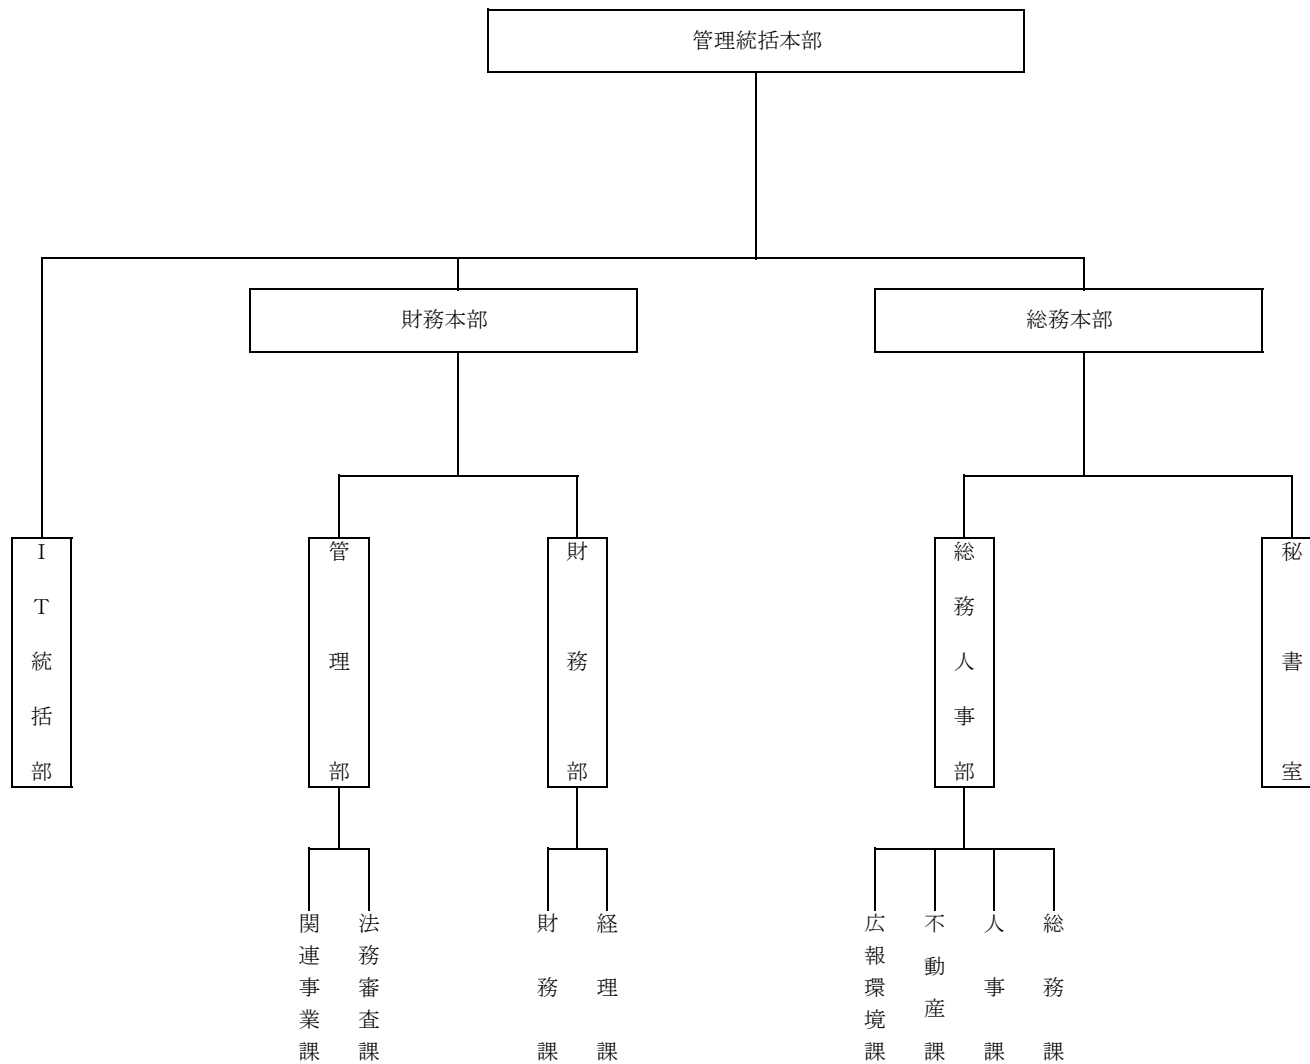 管理統括本部
財務本部
総務本部
IT統括部
管理部
財務部
総務人事部
秘書室
関連事業課
法務審査課
財務課
経理課
広報環境課
不動産課
人事課
総務課